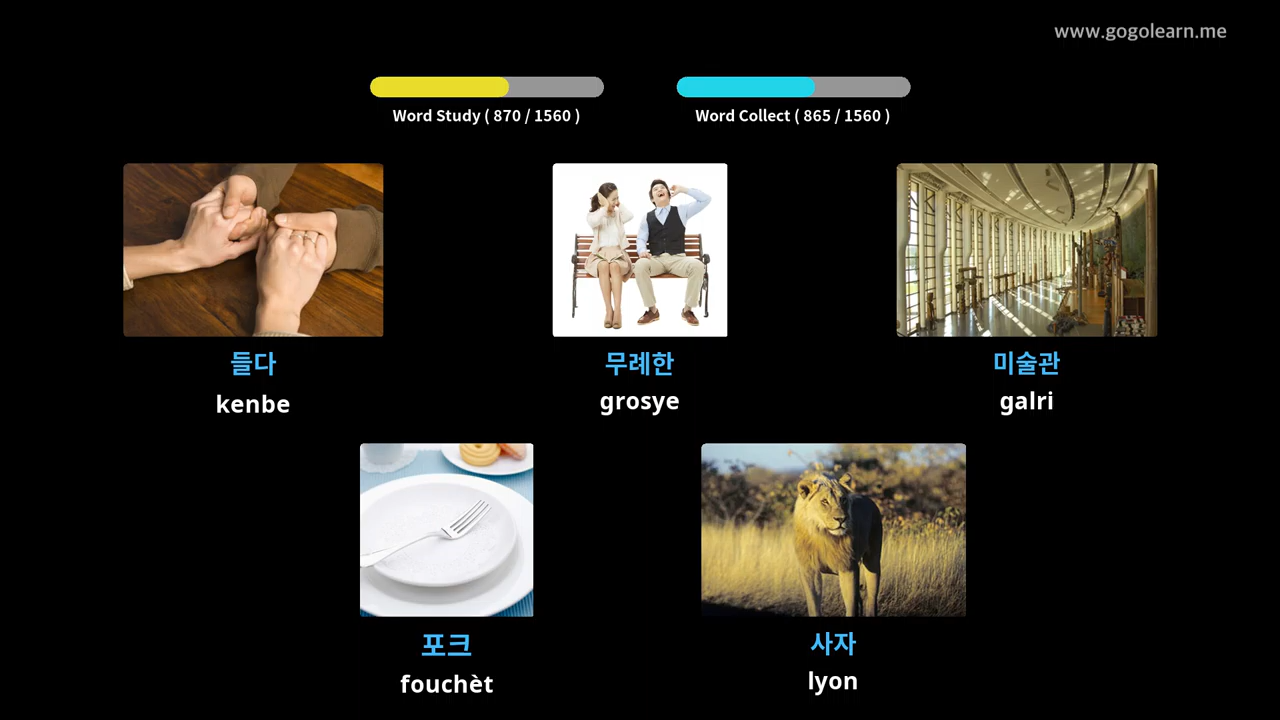 www.gogolearn.me
Word Study ( 870 / 1560 )
Word Collect ( 865 / 1560 )
들다
kenbe
무례한
grosye
미술관
galri
포크
fouchèt
사자
lyon